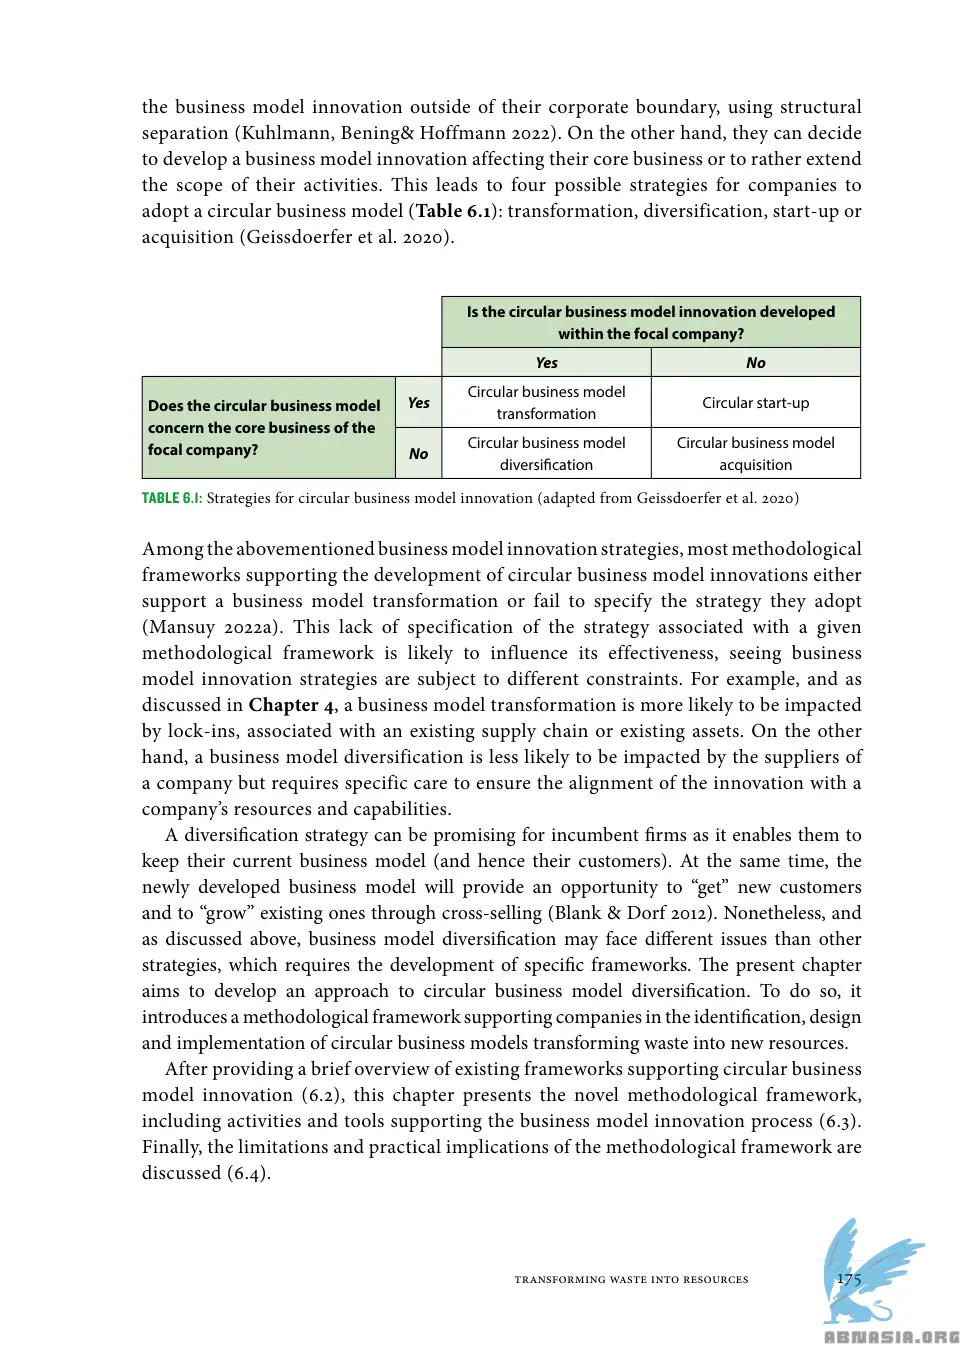 the business model innovation outside of their corporate boundary, using structural
separation (Kuhlmann, Bening& Hoffmann 2022). On the other hand, they can decide
to develop a business model innovation affecting their core business or to rather extend
the scope of their activities. This leads to four possible strategies for companies to
adopt a circular business model (Table 6.1): transformation, diversification, start-up or
acquisition (Geissdoerfer et al. 2020).
Is the circular business model innovation developed
within the focal company?
Yes
No
Does the circular business model
concern the core business of the
focal company?
Yes
Circular business model
transformation
Circular start-up
No
Circular business model
diversification
Circular business model
acquisition
TABLE 6.1: Strategies for circular business model innovation (adapted from Geissdoerfer et al. 2020)
Among the abovementioned business model innovation strategies, most methodological
frameworks supporting the development of circular business model innovations either
support a business model transformation or fail to specify the strategy they adopt
(Mansuy 2022a). This lack of specification of the strategy associated with a given
methodological framework is likely to influence its effectiveness, seeing business
model innovation strategies are subject to different constraints. For example, and as
discussed in Chapter 4, a business model transformation is more likely to be impacted
by lock-ins, associated with an existing supply chain or existing assets. On the other
hand, a business model diversification is less likely to be impacted by the suppliers of
a company but requires specific care to ensure the alignment of the innovation with a
company's resources and capabilities.
A diversification strategy can be promising for incumbent firms as it enables them to
keep their current business model (and hence their customers). At the same time, the
newly developed business model will provide an opportunity to “get” new customers
and to “grow” existing ones through cross-selling (Blank & Dorf 2012). Nonetheless, and
as discussed above, business model diversification may face different issues than other
strategies, which requires the development of specific frameworks. The present chapter
aims to develop an approach to circular business model diversification. To do so, it
introduces a methodological framework supporting companies in the identification, design
and implementation of circular business models transforming waste into new resources.
After providing a brief overview of existing frameworks supporting circular business
model innovation (6.2), this chapter presents the novel methodological framework,
including activities and tools supporting the business model innovation process (6.3).
Finally, the limitations and practical implications of the methodological framework are
discussed (6.4).
TRANSFORMING WASTE INTO RESOURCES
175
ABNASIA.ORG